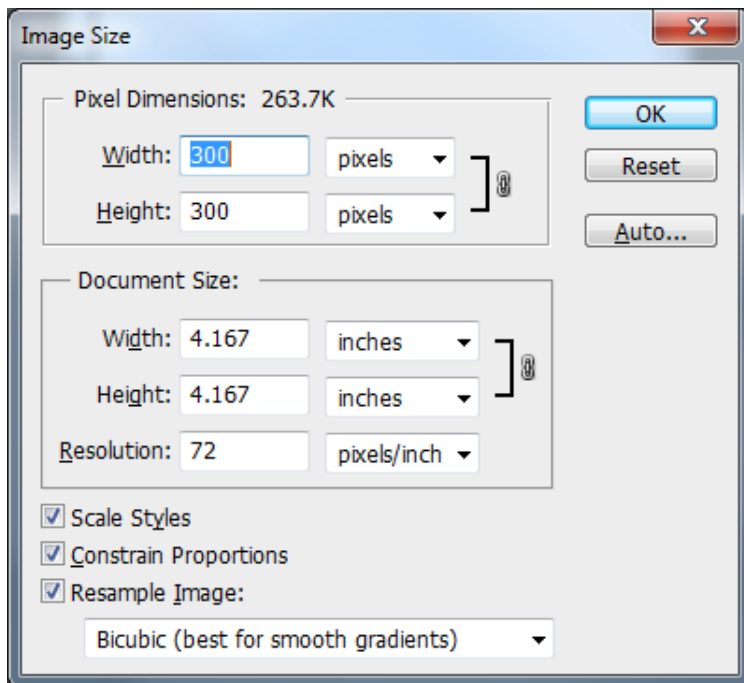 Image Size
X
Pixel Dimensions: 263.7K
Width: 300 pixels
Height: 300 pixels
OK
Reset
Auto...
Document Size:
Width: 4.167 inches
Height: 4.167 inches
Resolution: 72 pixels/inch
Scale Styles
Constrain Proportions
Resample Image:
Bicubic (best for smooth gradients)